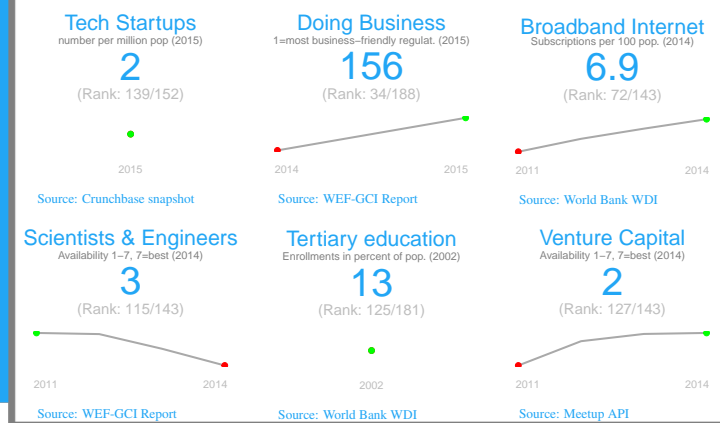 Tech Startups
number per million pop (2015)
2
(Rank: 139/152)
2015
Source: Crunchbase snapshot
Doing Business
1=most business−friendly regulat. (2015)
156
(Rank: 34/188)
2014 2015
Source: WEF-GCI Report
Broadband Internet
Subscriptions per 100 pop. (2014)
6.9
(Rank: 72/143)
2011 2014
Source: World Bank WDI
Scientists & Engineers
Availability 1−7, 7=best (2014)
3
(Rank: 115/143)
2011 2014
Source: WEF-GCI Report
Tertiary education
Enrollments in percent of pop. (2002)
13
(Rank: 125/181)
2002
Source: World Bank WDI
Venture Capital
Availability 1−7, 7=best (2014)
2
(Rank: 127/143)
2011 2014
Source: Meetup API